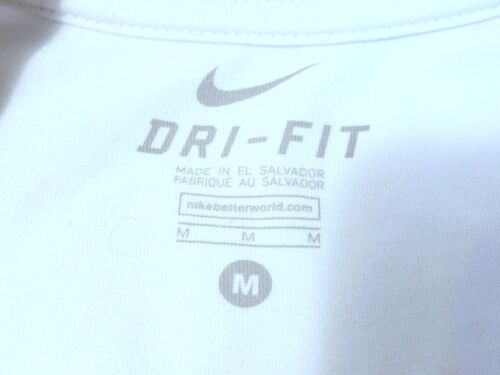 DRI-FIT
MADE IN EL SALVADOR
FABRIQUE AU SALVADOR
nikebetterworld.com
M M M
M